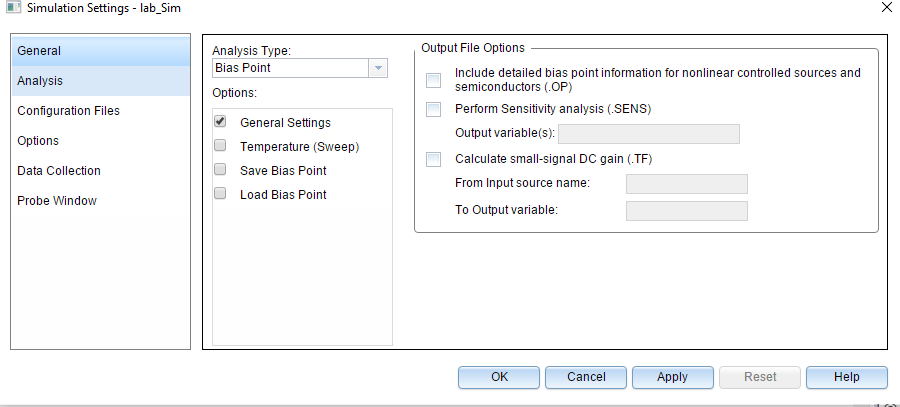 Simulation Settings - lab_Sim
General
Analysis
Configuration Files
Options
Data Collection
Probe Window
Analysis Type:
Bias Point
Options:
General Settings
Temperature (Sweep)
Save Bias Point
Load Bias Point
Output File Options
Include detailed bias point information for nonlinear controlled sources and
semiconductors (.OP)
Perform Sensitivity analysis (.SENS)
Output variable(s):
Calculate small-signal DC gain (.TF)
From Input source name:
To Output variable:
OK
Cancel
Apply
Reset
Help